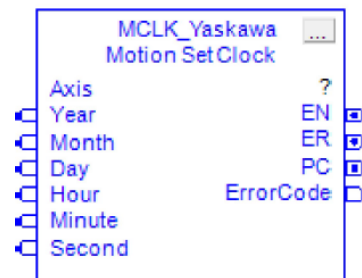 MCLK_Yaskawa ...
Motion Set Clock
Axis ?
Year EN
Month ER
Day PC
Hour ErrorCode
Minute
Second